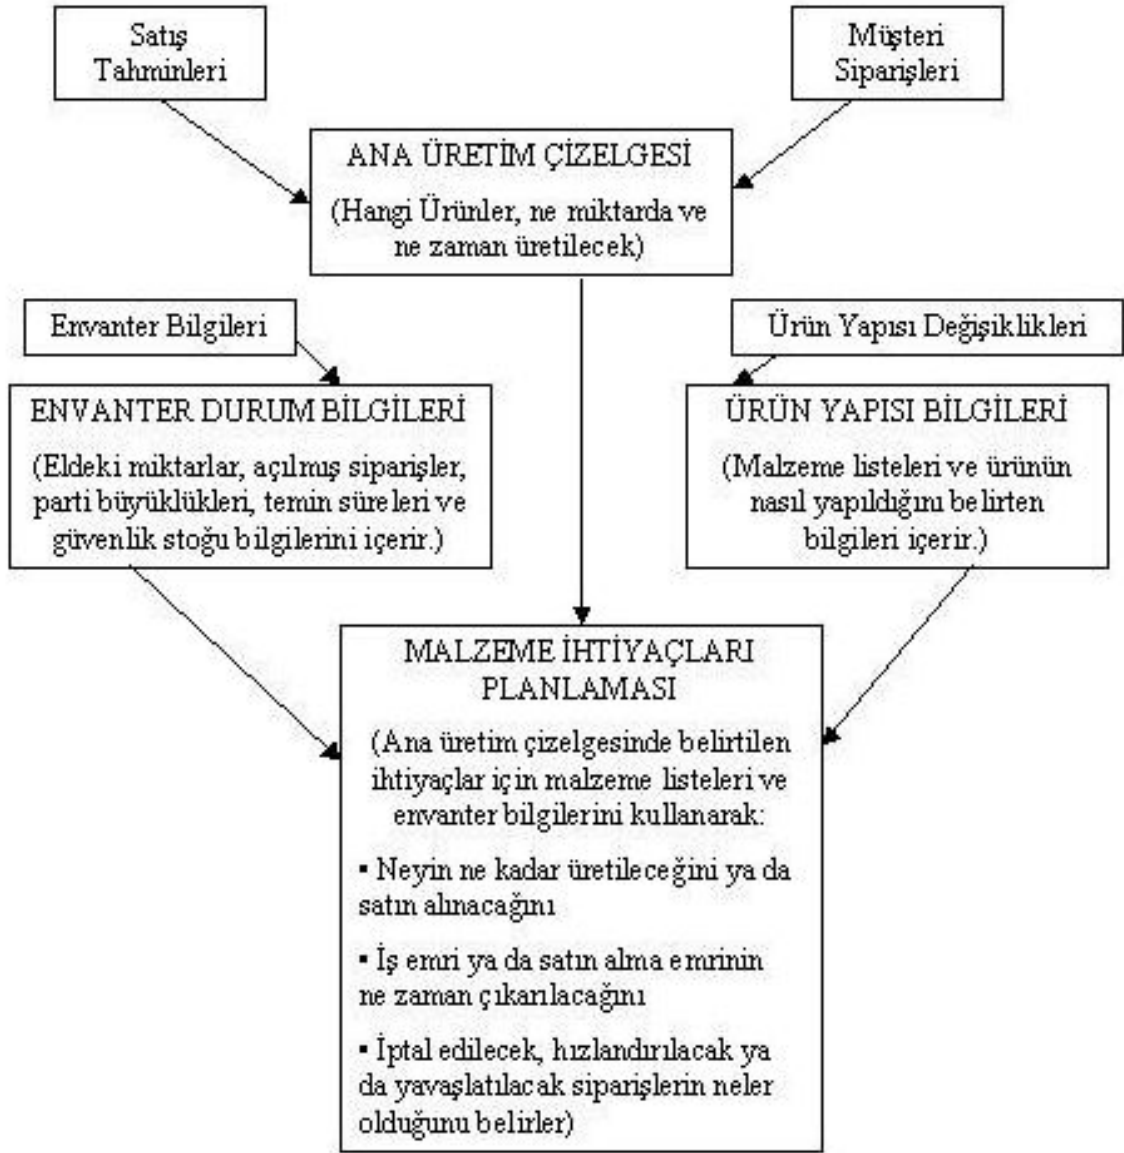 Satış
Tahminleri
Müşteri
Siparişleri
ANA ÜRETİM ÇİZELGESİ
(Hangi Ürünler, ne miktarda ve
ne zaman üretilecek)
Envanter Bilgileri
Ürün Yapısı Değişiklikleri
ENVANTER DURUM BİLGİLERİ
(Eldeki miktarlar, açılmış siparişler,
parti büyüklükleri, temin süreleri ve
güvenlik stoğu bilgilerini içerir.)
ÜRÜN YAPISI BİLGİLERİ
(Malzeme listeleri ve ürünün
nasıl yapıldığını belirten
bilgileri içerir.)
MALZEME İHTİYAÇLARI
PLANLAMASI
(Ana üretim çizelgesinde belirtilen
ihtiyaçlar için malzeme listeleri ve
envanter bilgilerini kullanarak:
▪ Neyin ne kadar üretileceğini ya da
satın alınacağını
▪ İş emri ya da satın alma emrinin
ne zaman çıkarılacağını
▪ İptal edilecek, hızlandırılacak ya
da yavaşlatılacak siparişlerin neler
olduğunu belirler)